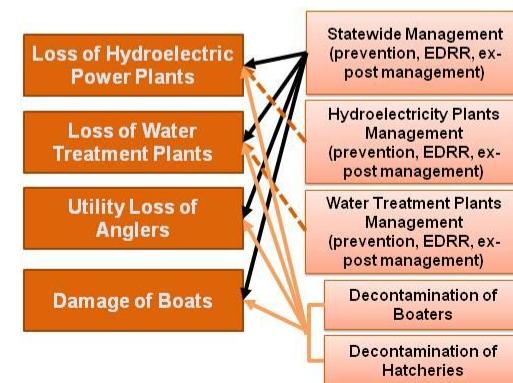 Loss of Hydroelectric
Power Plants
Loss of Water
Treatment Plants
Utility Loss of
Anglers
Damage of Boats
Statewide Management
(prevention, EDRR, ex-
post management)
Hydroelectricity Plants
Management
(prevention, EDRR, ex-
post management)
Water Treatment Plants
Management
(prevention, EDRR, ex-
post management)
Decontamination of
Boaters
Decontamination of
Hatcheries